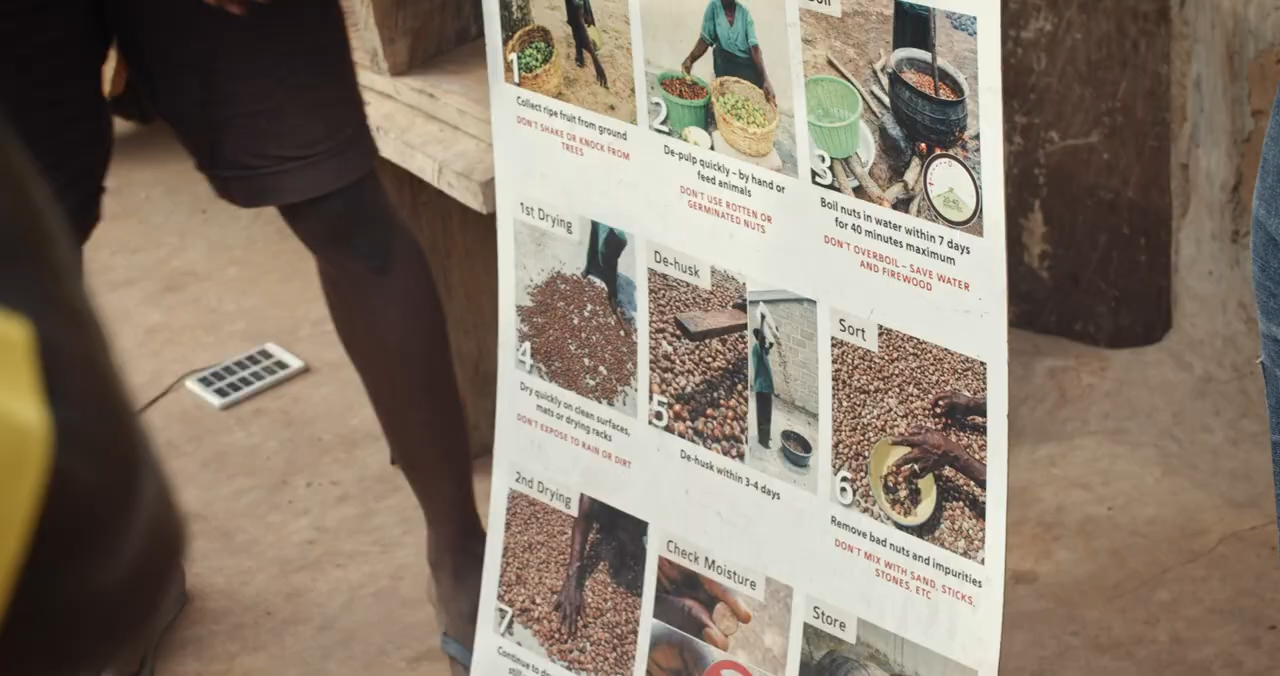 Boil
1
Collect ripe fruit from ground
DON'T SHAKE OR KNOCK FROM
TREES
2
De-pulp quickly – by hand or
feed animals
DON'T USE ROTTEN OR
GERMINATED NUTS
3
20-40
Boil nuts in water within 7 days
for 40 minutes maximum
DON'T OVERBOIL – SAVE WATER
AND FIREWOOD
1st Drying
4
Dry quickly on clean surfaces,
mats or drying racks
DON'T EXPOSE TO RAIN OR DIRT
De-husk
5
De-husk within 3-4 days
Sort
6
Remove bad nuts and impurities
DON'T MIX WITH SAND, STICKS,
STONES, ETC
2nd Drying
7
Continue to
Check Moisture
Store